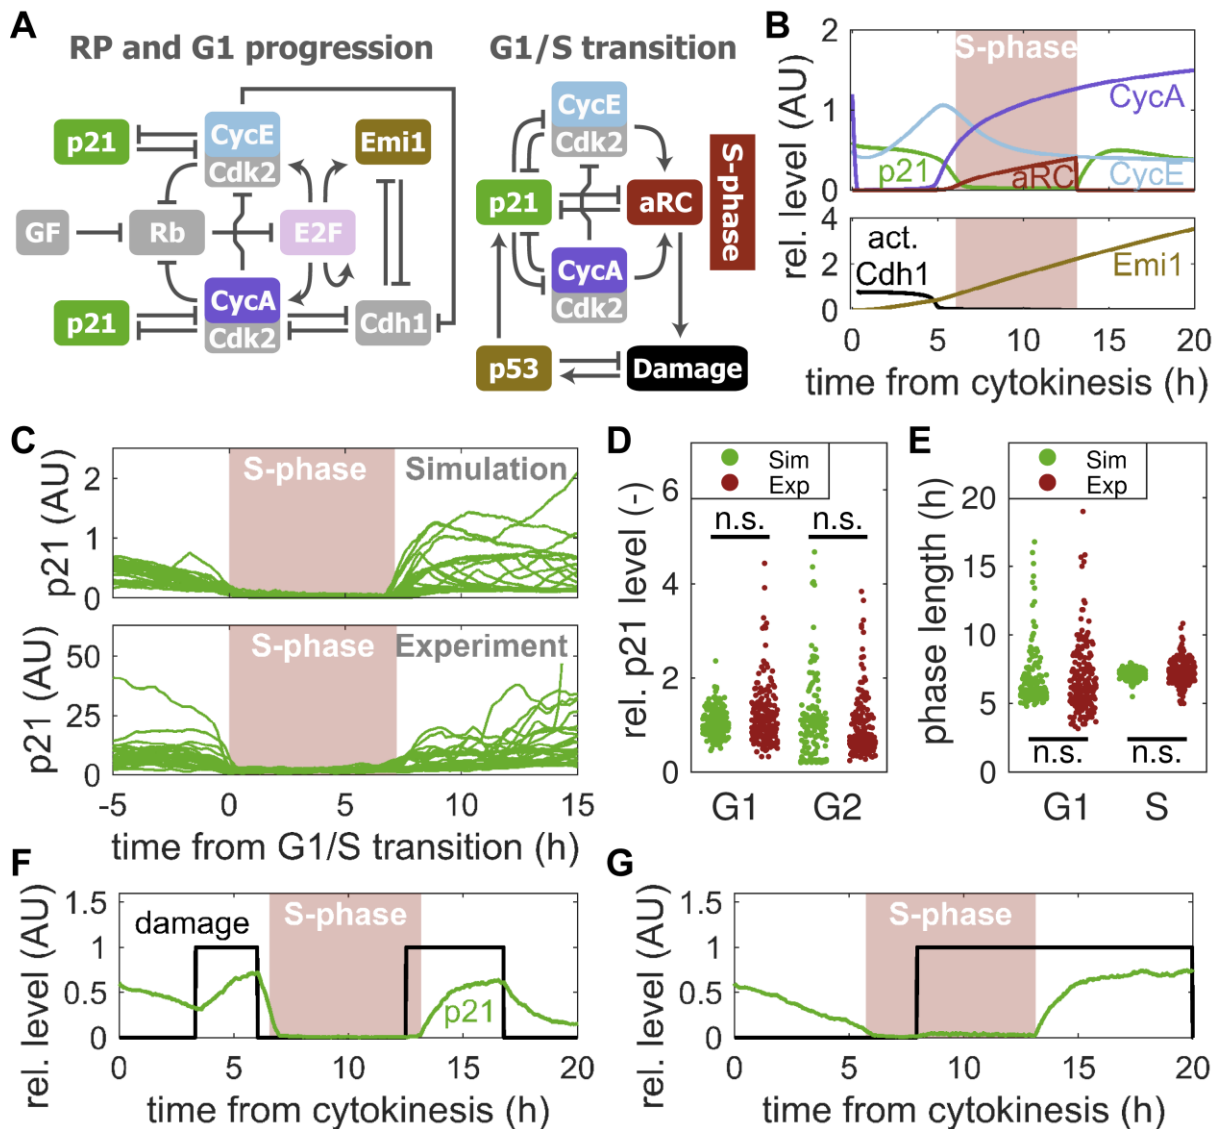 A
RP and G1 progression
G1/S transition
p21
CycE
Cdk2
Emi1
GF
Rb
E2F
p21
CycA
Cdk2
Cdh1
CycE
Cdk2
p21
aRC
S-phase
CycA
Cdk2
p53
Damage
B
rel. level (AU)
2
1
0
S-phase
CycA
p21
aRC
CycE
4
2
0
act.
Cdh1
Emi1
0 5 10 15 20
time from cytokinesis (h)
C
p21 (AU)
2
1
0
S-phase
Simulation
p21 (AU)
50
25
0
S-phase
Experiment
-5 0 5 10 15
time from G1/S transition (h)
D
rel. p21 level (-)
6
4
2
0
Sim
Exp
n.s. n.s.
G1 G2
E
phase length (h)
20
15
10
5
0
Sim
Exp
n.s. n.s.
G1 S
F
rel. level (AU)
1.5
1
0.5
0
damage
S-phase
p21
0 5 10 15 20
time from cytokinesis (h)
G
rel. level (AU)
1.5
1
0.5
0
S-phase
0 5 10 15 20
time from cytokinesis (h)